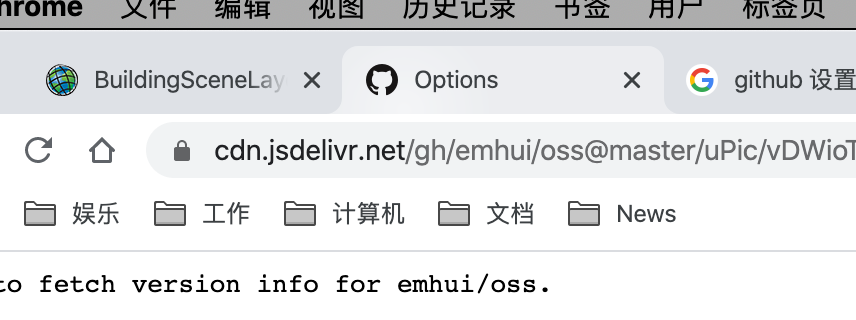 hrome 文件 编辑 视图 历史记录 书签 用户 标签页
BuildingSceneLay Options github 设置
cdn.jsdelivr.net/gh/emhui/oss@master/uPic/vDWioT
娱乐 工作 计算机 文档 News
to fetch version info for emhui/oss.